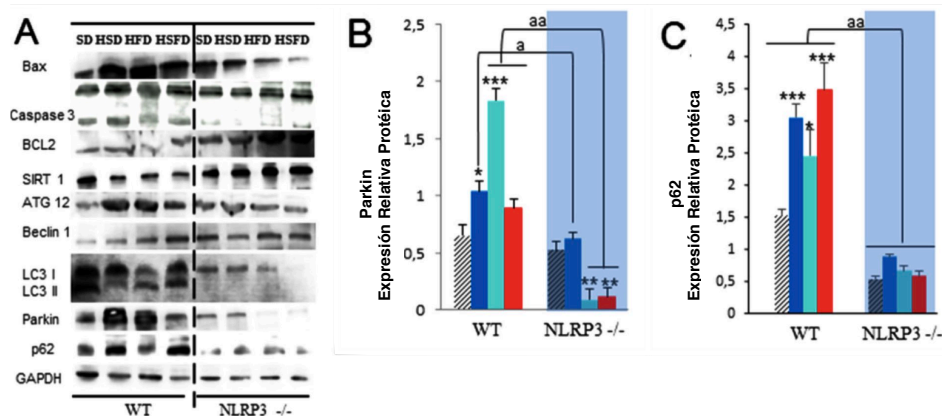 A
SD HSD HFD HSFD SD HSD HFD HSFD
Bax
Caspase 3
BCL2
SIRT 1
ATG 12
Beclin 1
LC3 I
LC3 II
Parkin
p62
GAPDH
WT NLRP3 -/-
B
Parkin
Expresión Relativa Protéica
2,5
2
1,5
1
0,5
0
aa
a
***
*
** **
WT NLRP3 -/-
C
p62
Expresión Relativa Protéica
4,5
4
3,5
3
2,5
1,5
1
0,5
0
aa
***
***
*
WT NLRP3 -/-